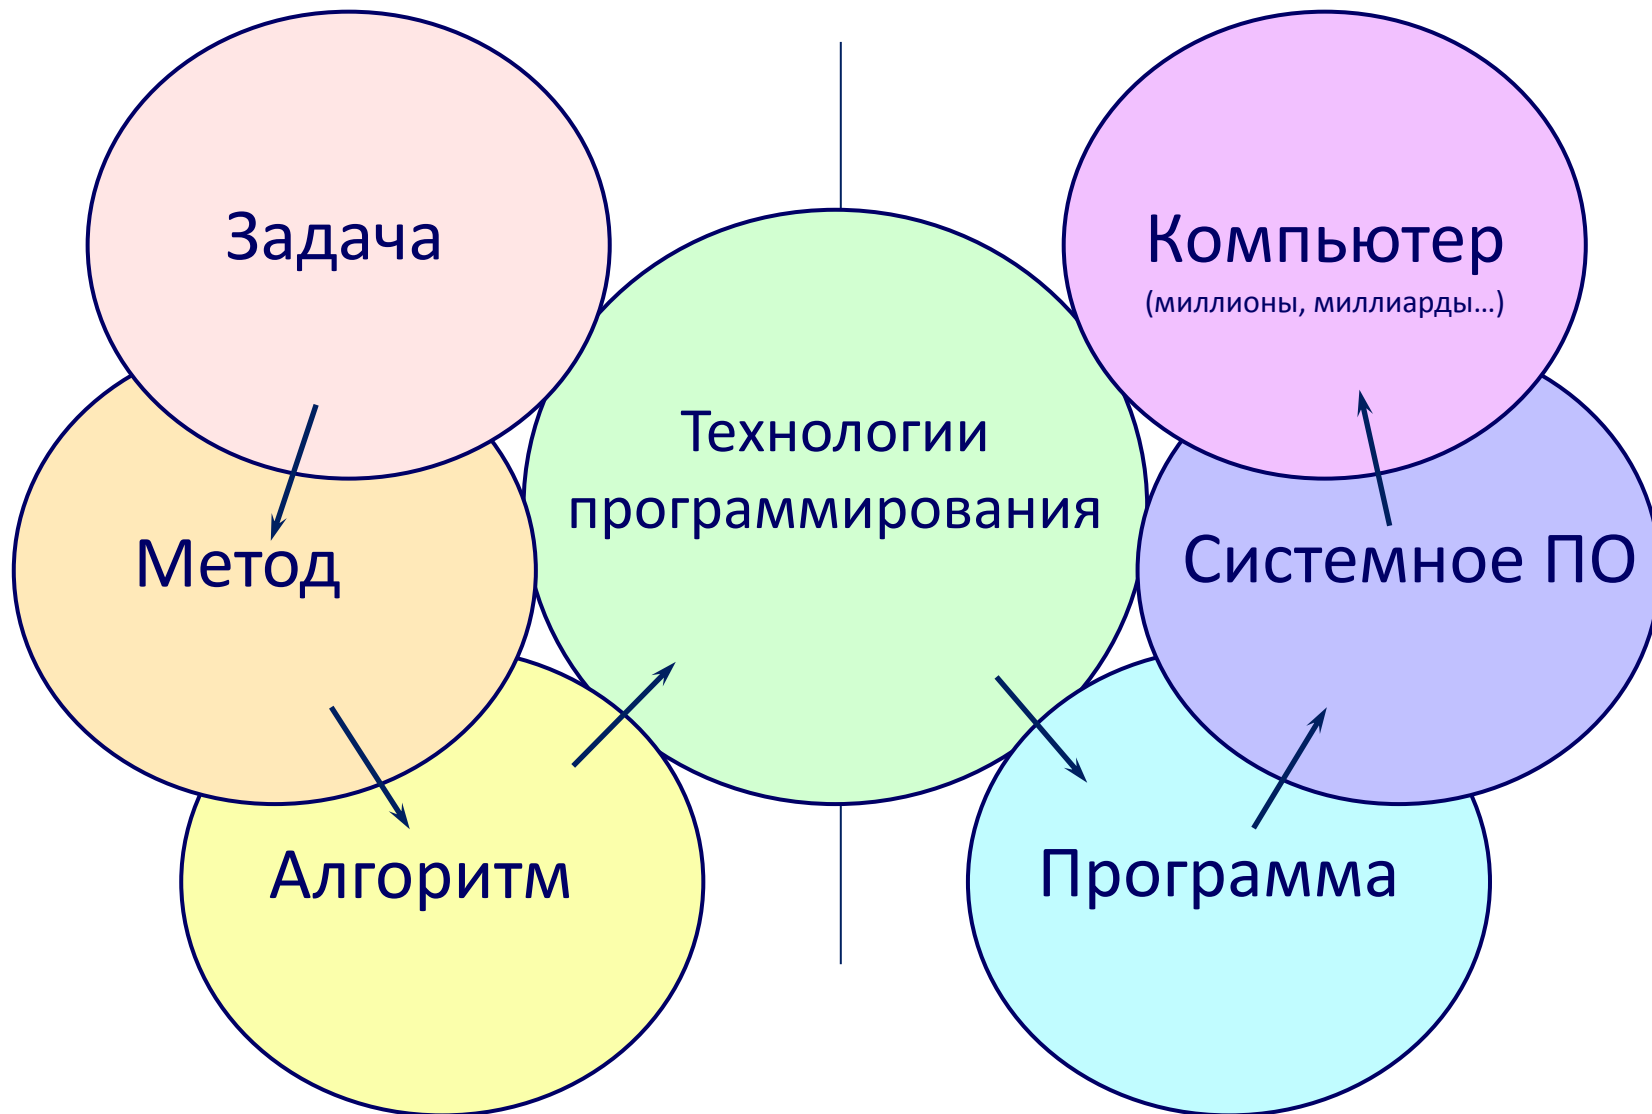 Задача
Метод
Алгоритм
Технологии
программирования
Программа
Системное ПО
Компьютер
(миллионы, миллиарды...)